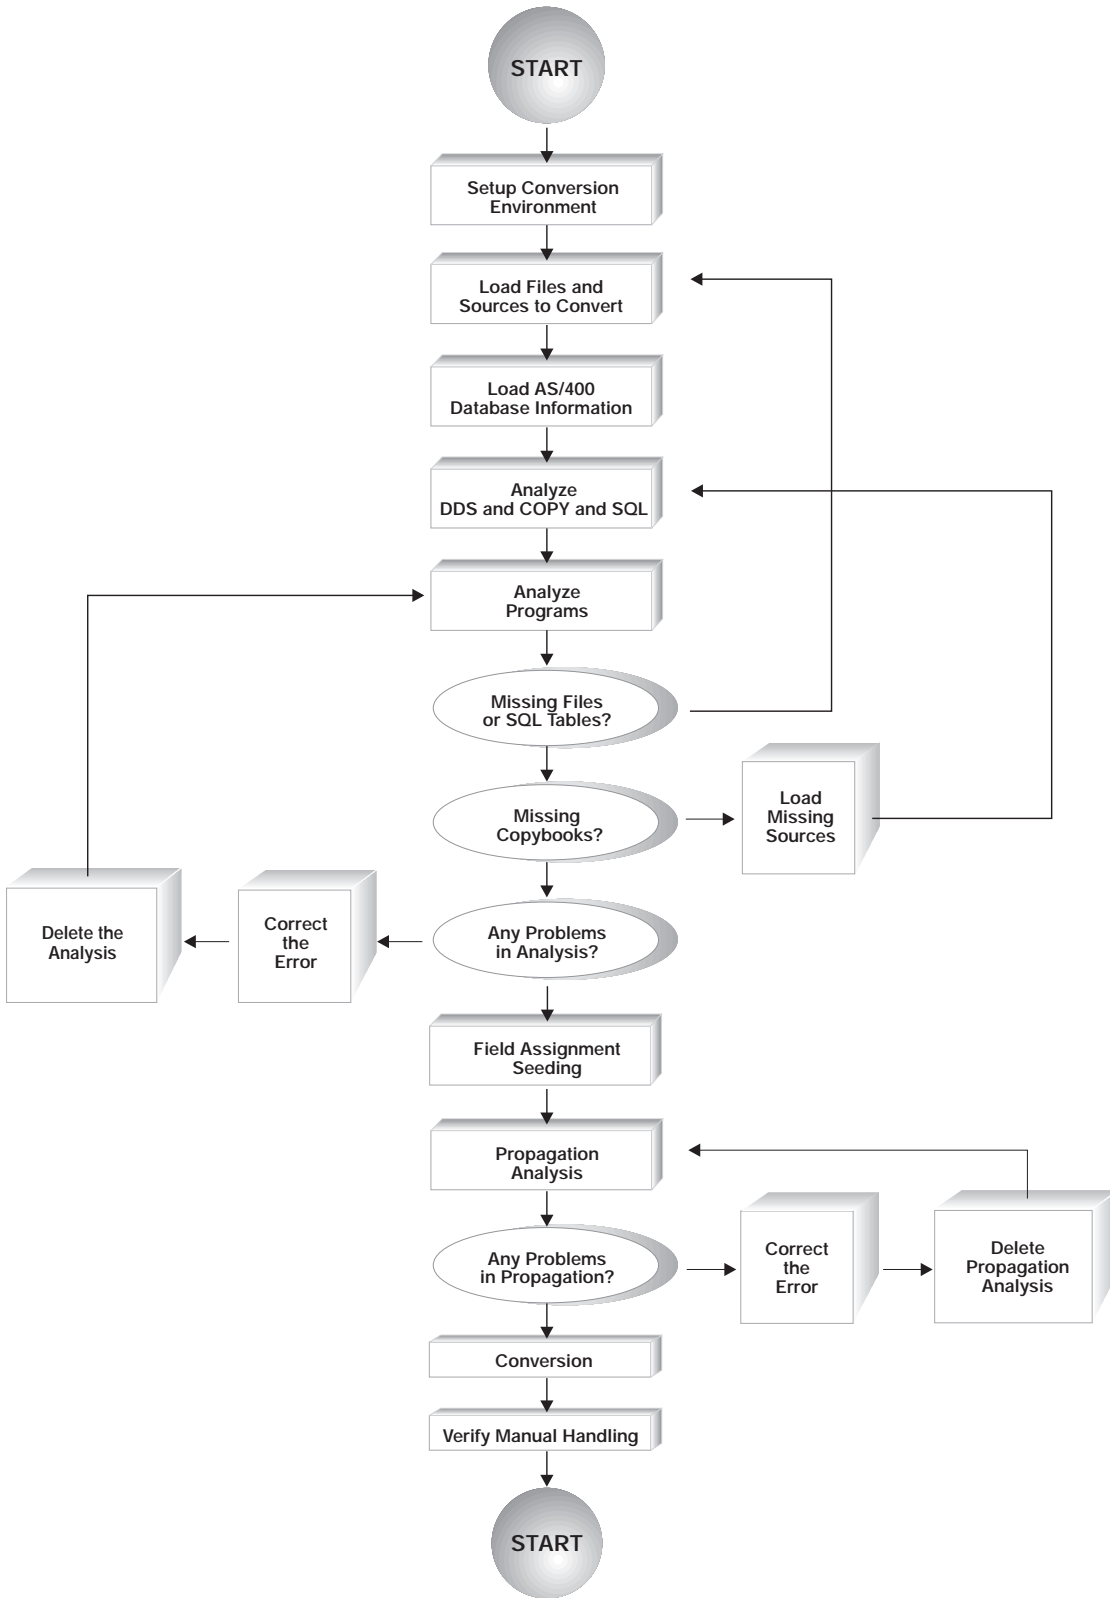 START
Setup Conversion
Environment
Load Files and
Sources to Convert
Load AS/400
Database Information
Analyze
DDS and COPY and SQL
Analyze
Programs
Missing Files
or SQL Tables?
Missing
Copybooks?
Load
Missing
Sources
Any Problems
in Analysis?
Correct
the
Error
Delete the
Analysis
Field Assignment
Seeding
Propagation
Analysis
Any Problems
in Propagation?
Correct
the
Error
Delete
Propagation
Analysis
Conversion
Verify Manual Handling
START